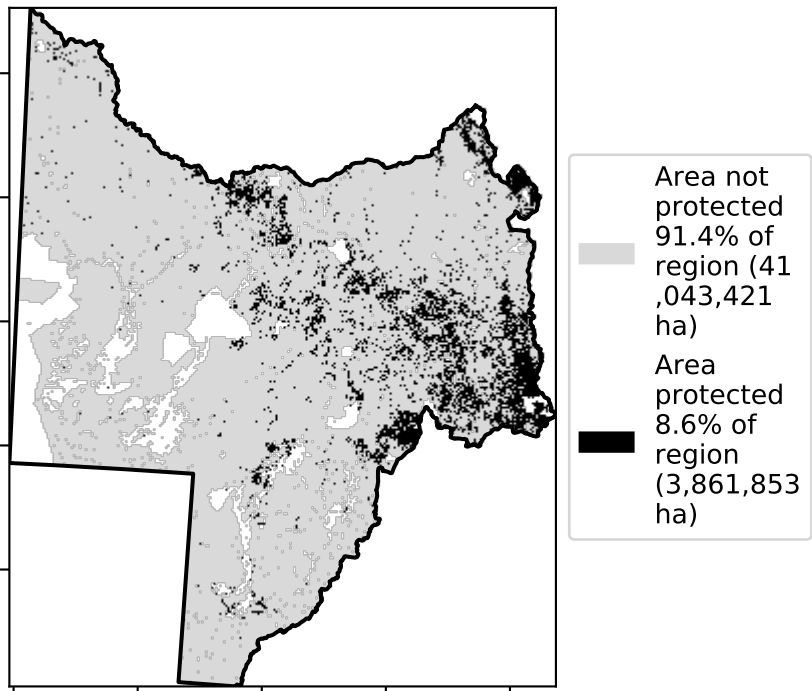 Area not
protected
91.4% of
region (41
,043,421
ha)
Area
protected
8.6% of
region
(3,861,853
ha)